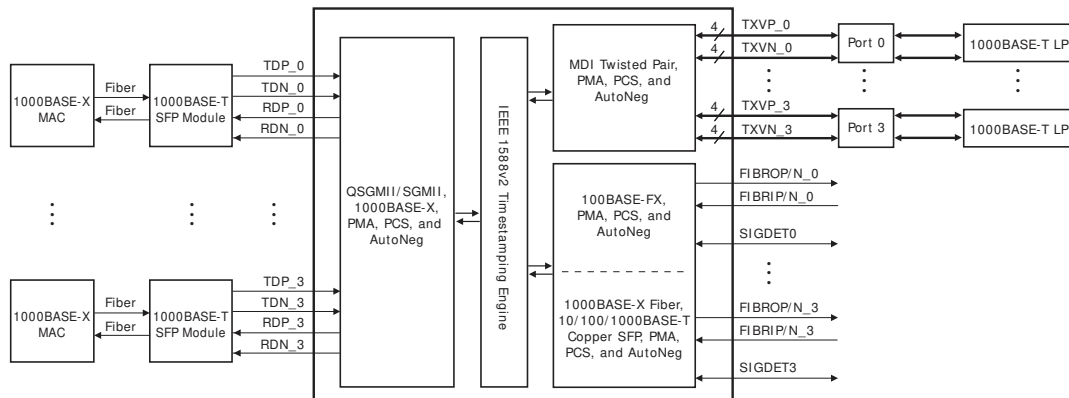 1000BASE-X
MAC
Fiber
Fiber
1000BASE-T
SFP Module
TDP_0
TDN_0
RDP_0
RDN_0
1000BASE-X
MAC
Fiber
Fiber
1000BASE-T
SFP Module
TDP_3
TDN_3
RDP_3
RDN_3
QSGMII/SGMII,
1000BASE-X,
PMA, PCS, and
AutoNeg
IEEE 1588v2 Timestamping Engine
MDI Twisted Pair,
PMA, PCS, and
AutoNeg
100BASE-FX,
PMA, PCS, and
AutoNeg
1000BASE-X Fiber,
10/100/1000BASE-T
Copper SFP, PMA,
PCS, and AutoNeg
4 TXVP_0
4 TXVN_0
4 TXVP_3
4 TXVN_3
Port 0
Port 3
1000BASE-T LP
1000BASE-T LP
FIBROP/N_0
FIBRIP/N_0
SIGDET0
FIBROP/N_3
FIBRIP/N_3
SIGDET3